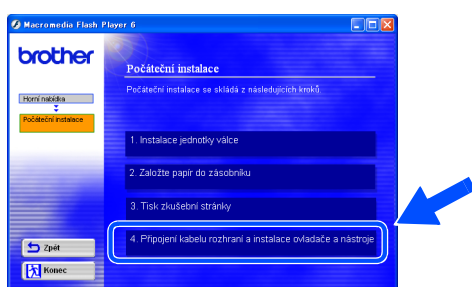 Macromedia Flash Player 6
brother
Horní nabídka
Počáteční instalace
Počáteční instalace
Počáteční instalace se skládá z následujících kroků
1. Instalace jednotky válce
2. Založte papír do zásobníku
3. Tisk zkušební stránky
4. Připojení kabelu rozhraní a instalace ovladače a nástroje
Zpět
Konec